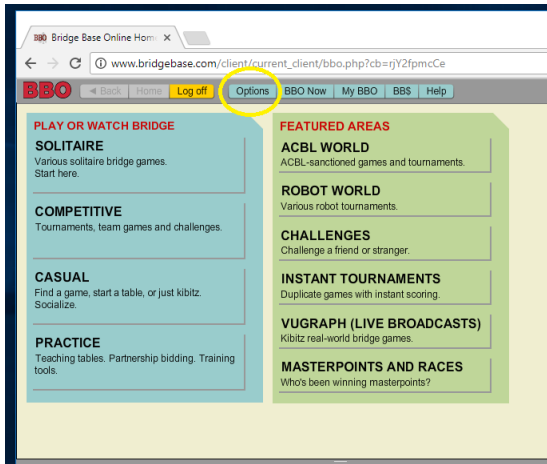 BBO Bridge Base Online Hom
www.bridgebase.com/client/current_client/bbo.php?cb=rjY2fpmcCe
BBO Back Home Log off Options BBO Now My BBO BB$ Help
PLAY OR WATCH BRIDGE
SOLITAIRE
Various solitaire bridge games.
Start here.
COMPETITIVE
Tournaments, team games and challenges.
CASUAL
Find a game, start a table, or just kibitz.
Socialize.
PRACTICE
Teaching tables. Partnership bidding. Training
tools.
FEATURED AREAS
ACBL WORLD
ACBL-sanctioned games and tournaments.
ROBOT WORLD
Various robot tournaments.
CHALLENGES
Challenge a friend or stranger.
INSTANT TOURNAMENTS
Duplicate games with instant scoring.
VUGRAPH (LIVE BROADCASTS)
Kibitz real-world bridge games.
MASTERPOINTS AND RACES
Who's been winning masterpoints?